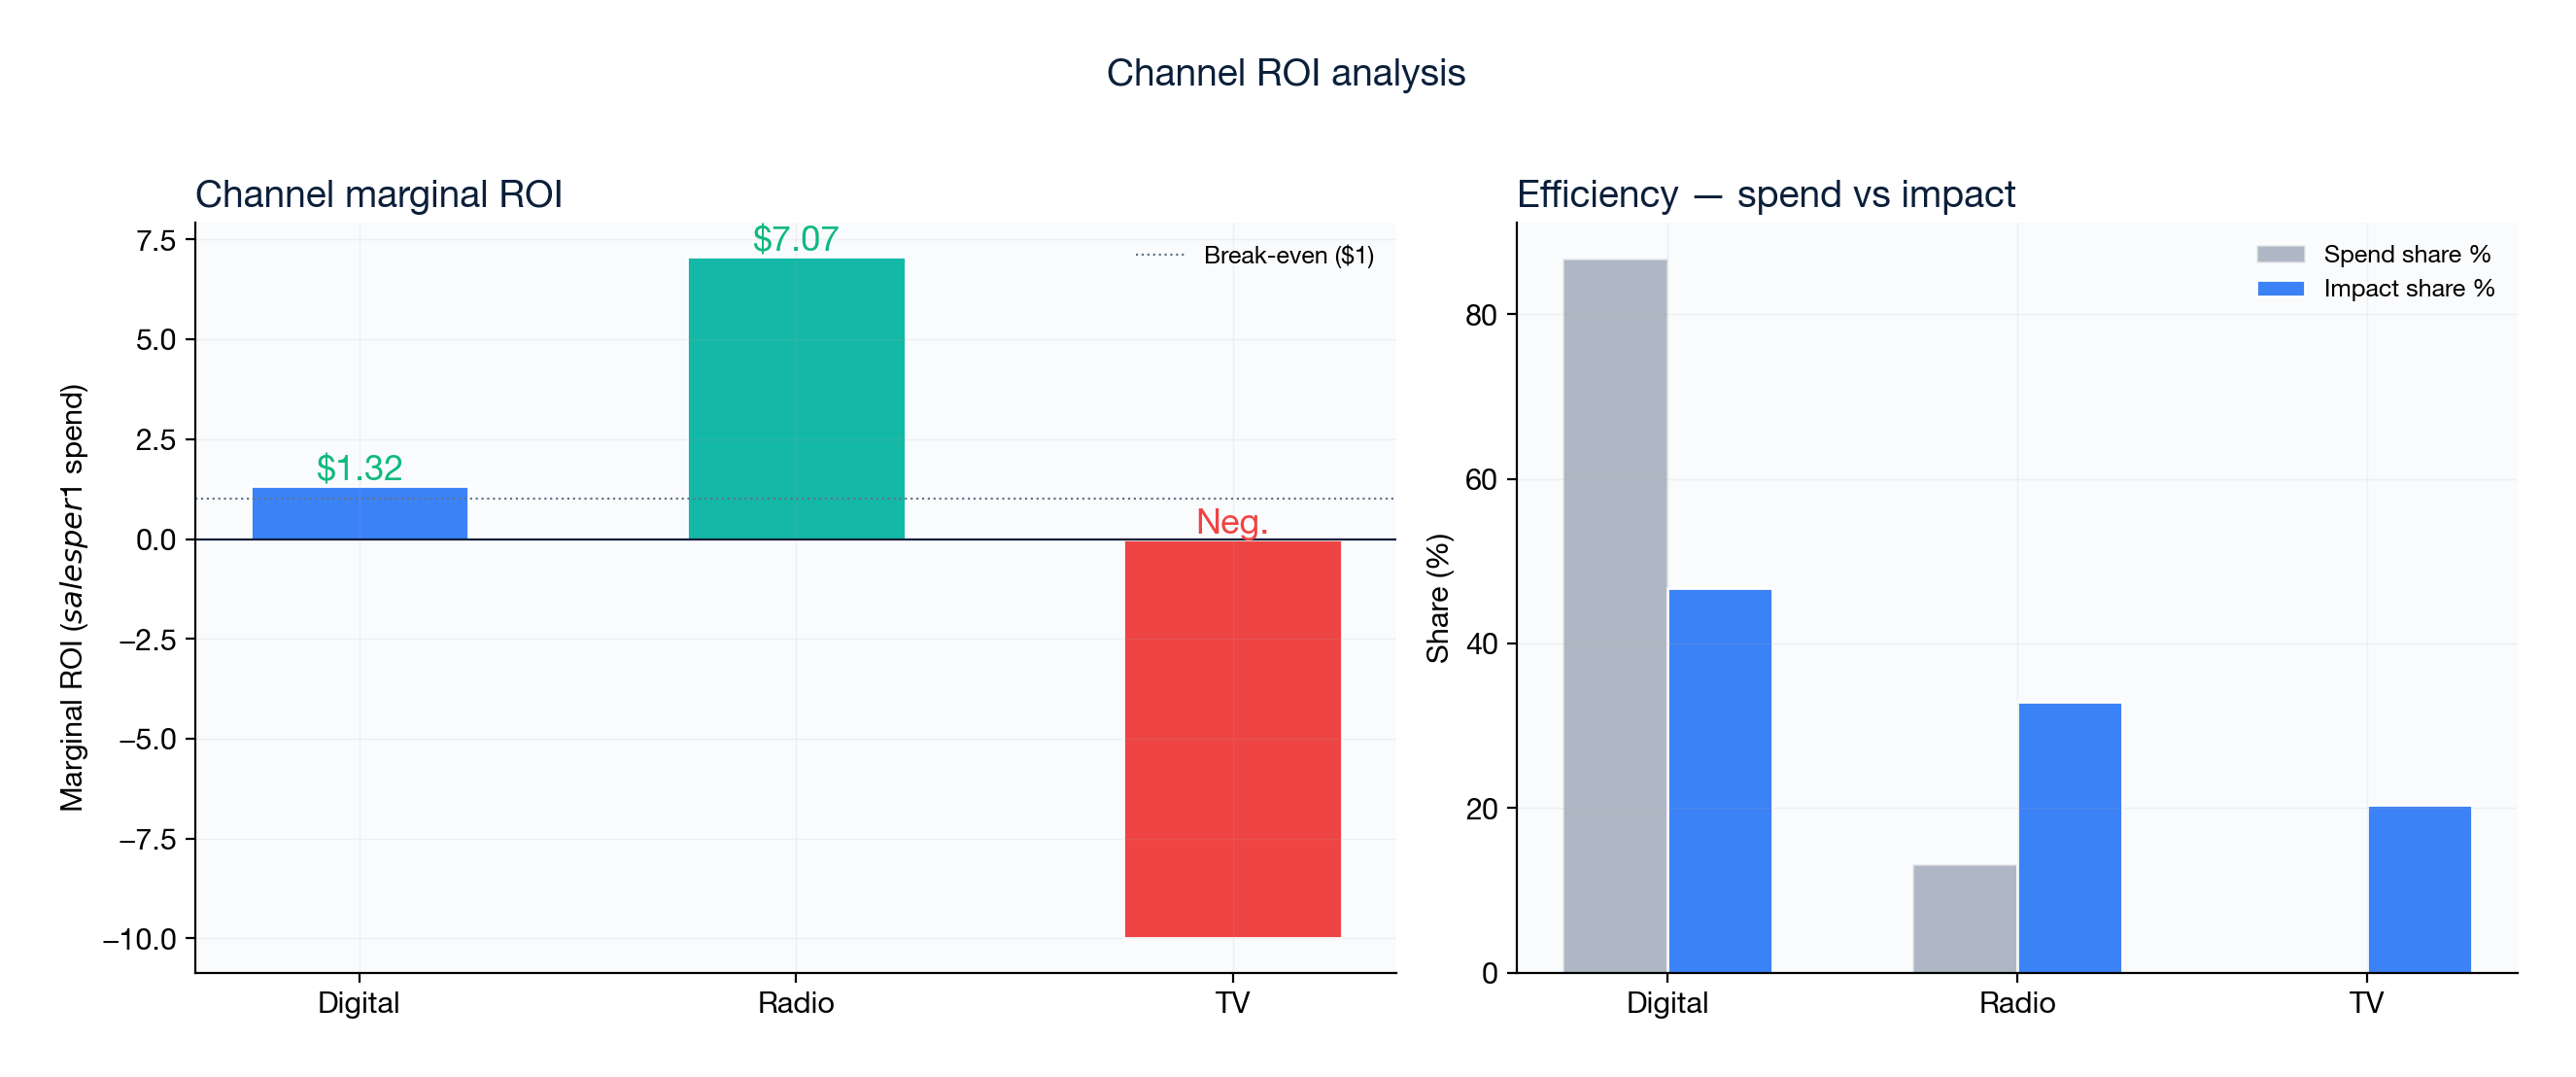 Channel ROI analysis
Channel marginal ROI
Marginal ROI (salesper1 spend)
7.5
5.0
2.5
0.0
−2.5
−5.0
−7.5
−10.0
$1.32
$7.07
Neg.
Break-even ($1)
Digital
Radio
TV
Efficiency — spend vs impact
Share (%)
80
60
40
20
0
Spend share %
Impact share %
Digital
Radio
TV